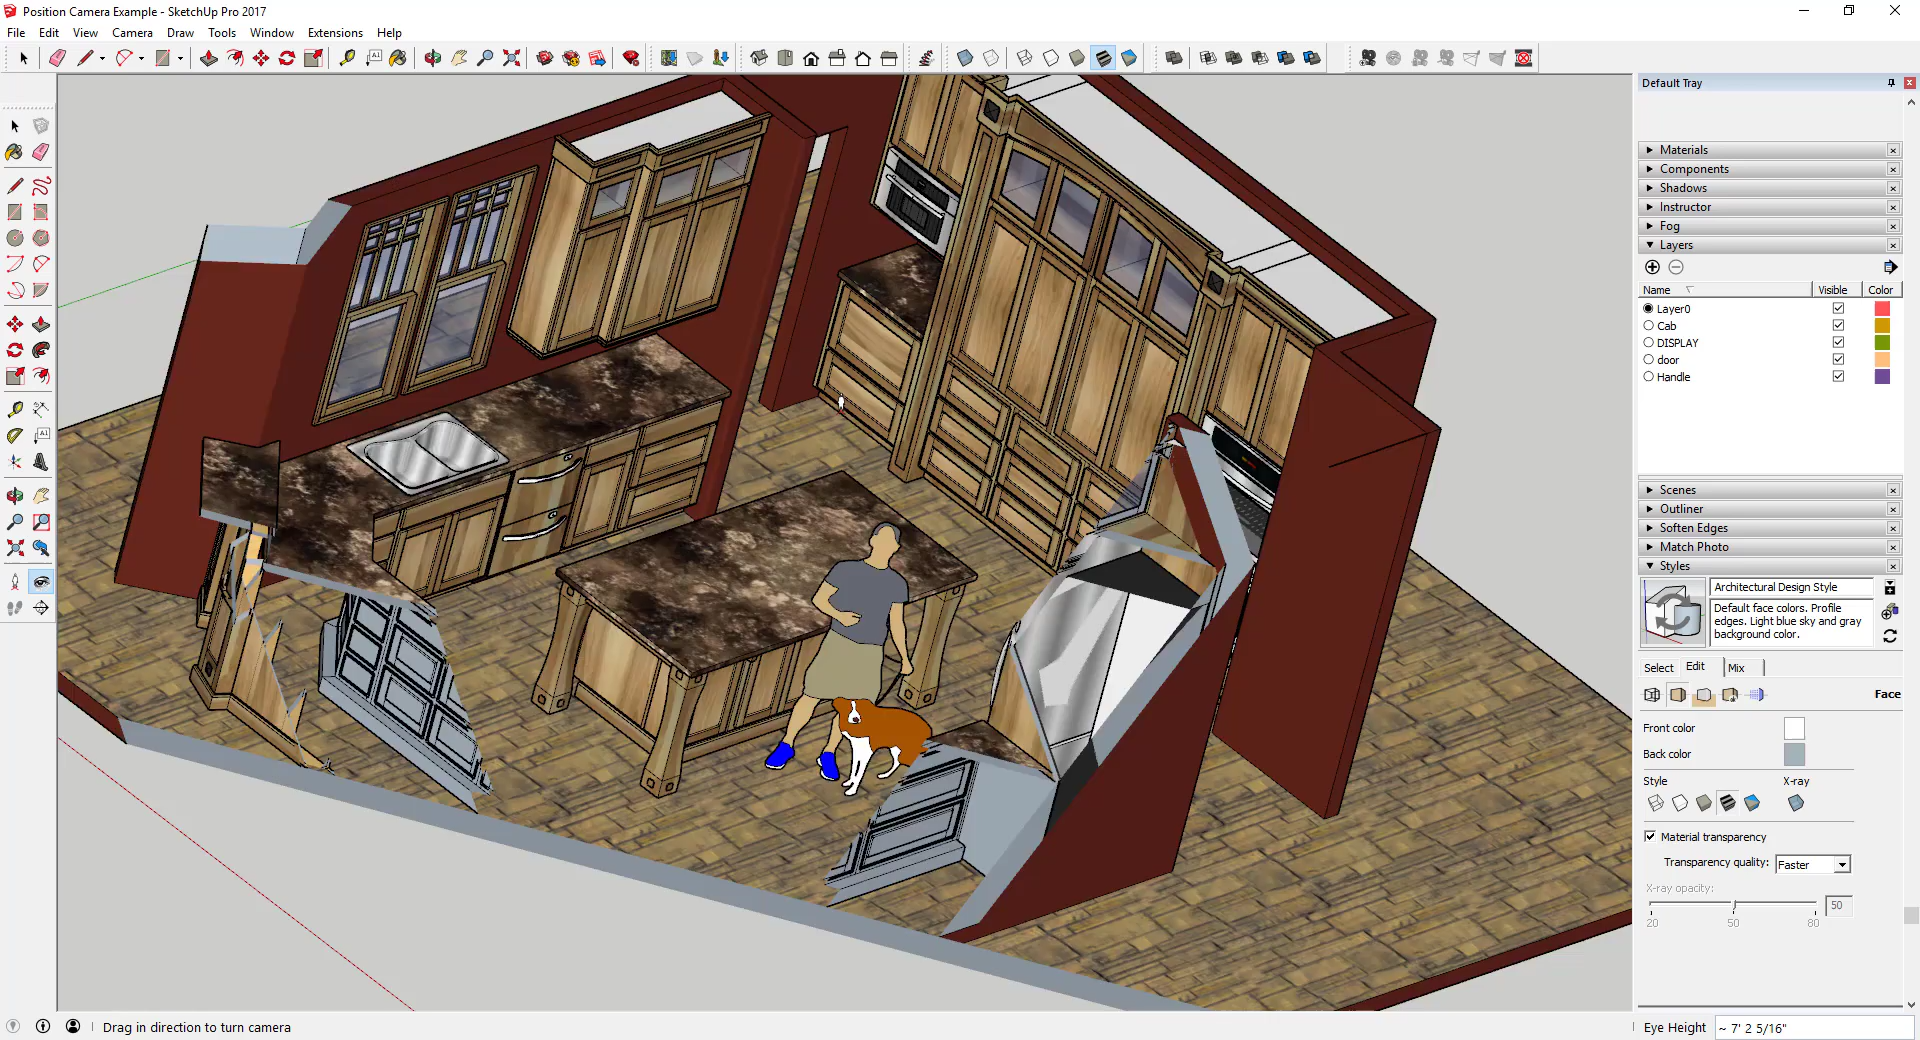 Position Camera Example - SketchUp Pro 2017
File Edit View Camera Draw Tools Window Extensions Help
Default Tray
Materials
Components
Shadows
Instructor
Fog
Layers
Name Visible Color
Layer0
Cab
DISPLAY
door
Handle
Scenes
Outliner
Soften Edges
Match Photo
Styles
Architectural Design Style
Default face colors. Profile
edges. Light blue sky and gray
background color.
Select Edit Mix
Face
Front color
Back color
Style X-ray
Material transparency
Transparency quality: Faster
X-ray opacity:
50
20 50 80
Drag in direction to turn camera
Eye Height ~ 7' 2 5/16"